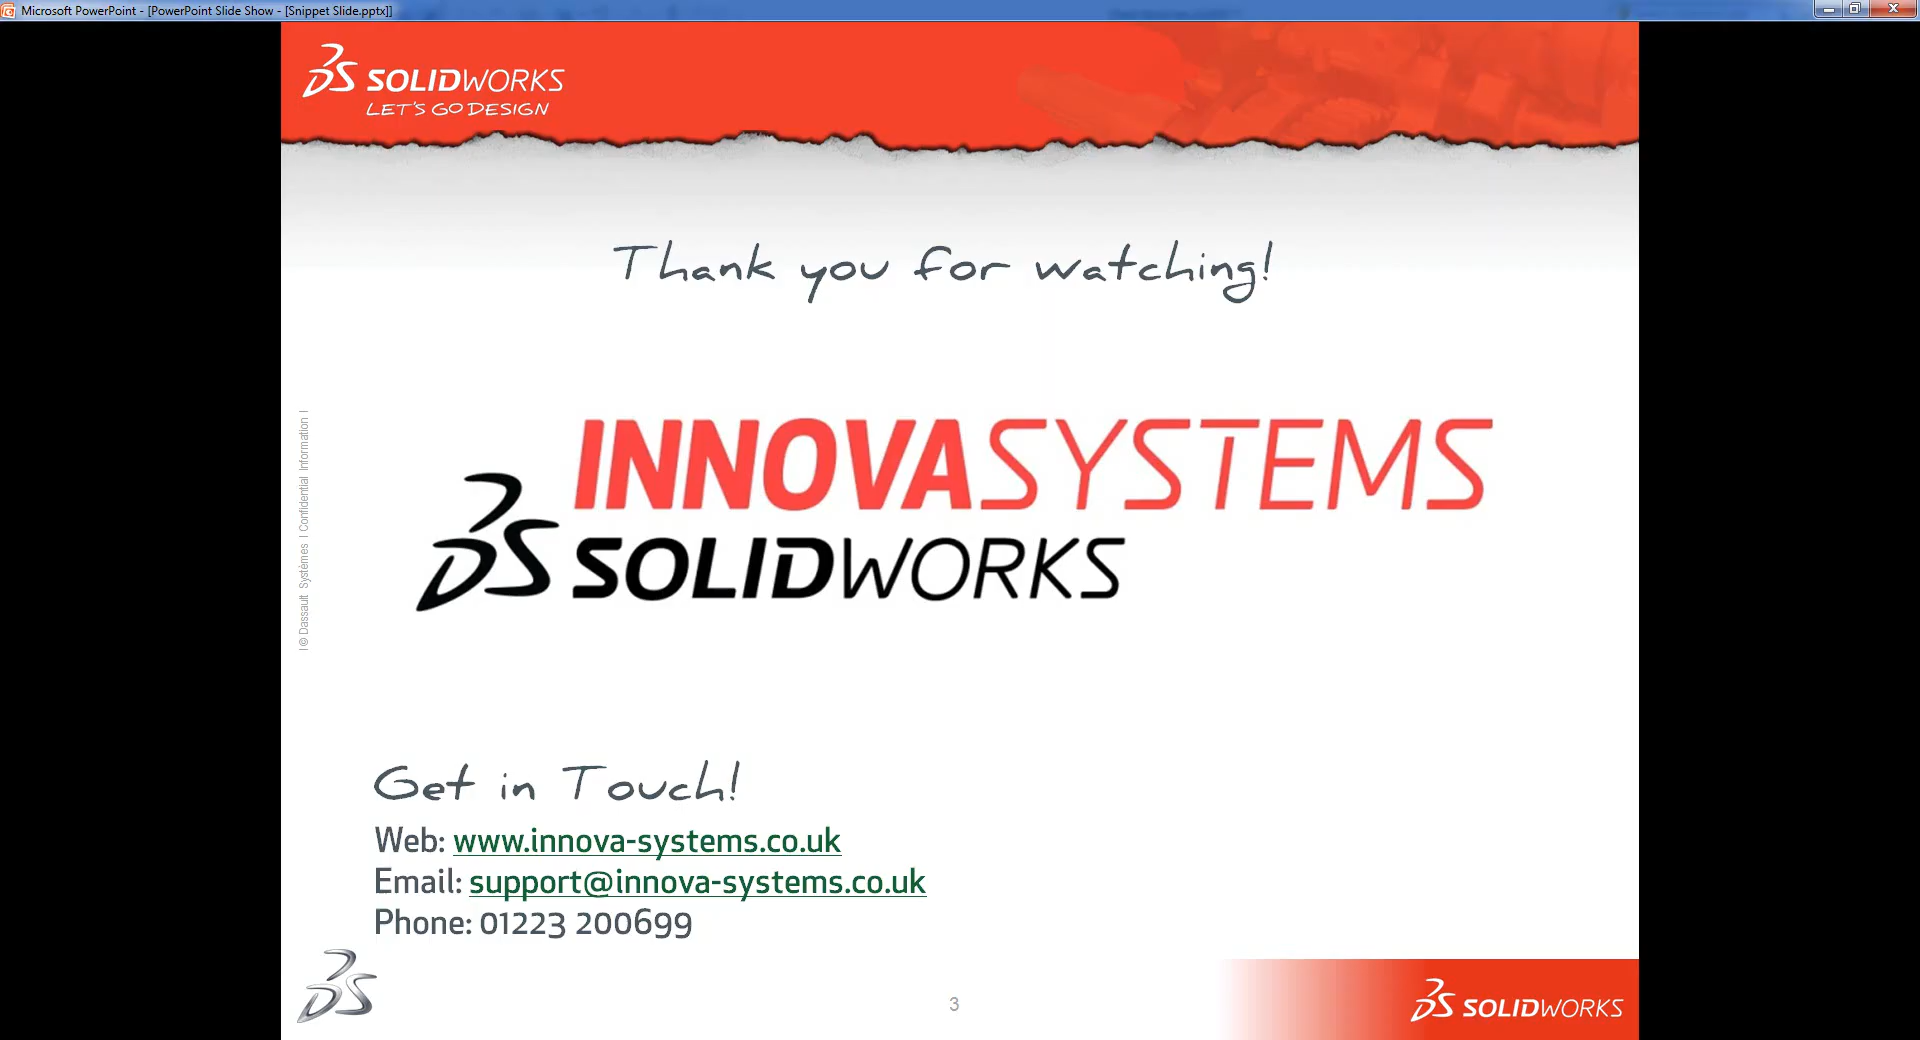 Microsoft PowerPoint - [PowerPoint Slide Show - [Snippet Slide.pptx]]
SOLIDWORKS
LET'S GO DESIGN
Thank you for watching!
I © Dassault Systèmes I Confidential Information I
INNOVASYSTEMS
SOLIDWORKS
Get in Touch!
Web: www.innova-systems.co.uk
Email: support@innova-systems.co.uk
Phone: 01223 200699
3
SOLIDWORKS